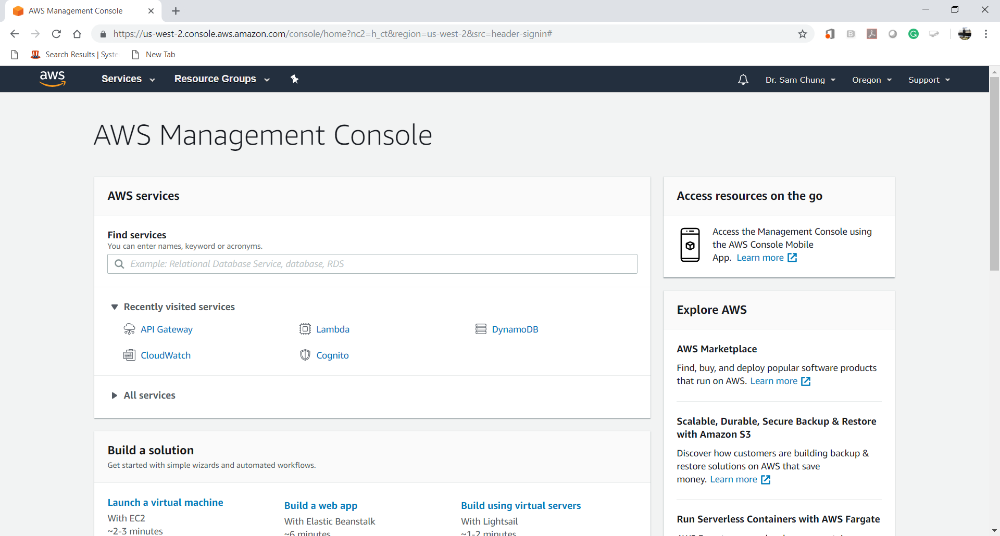 AWS Management Console
https://us-west-2.console.aws.amazon.com/console/home?nc2=h_ct&region=us-west-2&src=header-signin#
Search Results | Syste
New Tab
aws
Services
Resource Groups
Dr. Sam Chung
Oregon
Support
AWS Management Console
AWS services
Find services
You can enter names, keyword or acronyms.
Example: Relational Database Service, database, RDS
Recently visited services
API Gateway
Lambda
DynamoDB
CloudWatch
Cognito
All services
Build a solution
Get started with simple wizards and automated workflows.
Launch a virtual machine
With EC2
~2-3 minutes
Build a web app
With Elastic Beanstalk
~6 minutes
Build using virtual servers
With Lightsail
~1-2 minutes
Access resources on the go
Access the Management Console using
the AWS Console Mobile
App. Learn more
Explore AWS
AWS Marketplace
Find, buy, and deploy popular software products
that run on AWS. Learn more
Scalable, Durable, Secure Backup & Restore
with Amazon S3
Discover how customers are building backup &
restore solutions on AWS that save
money. Learn more
Run Serverless Containers with AWS Fargate